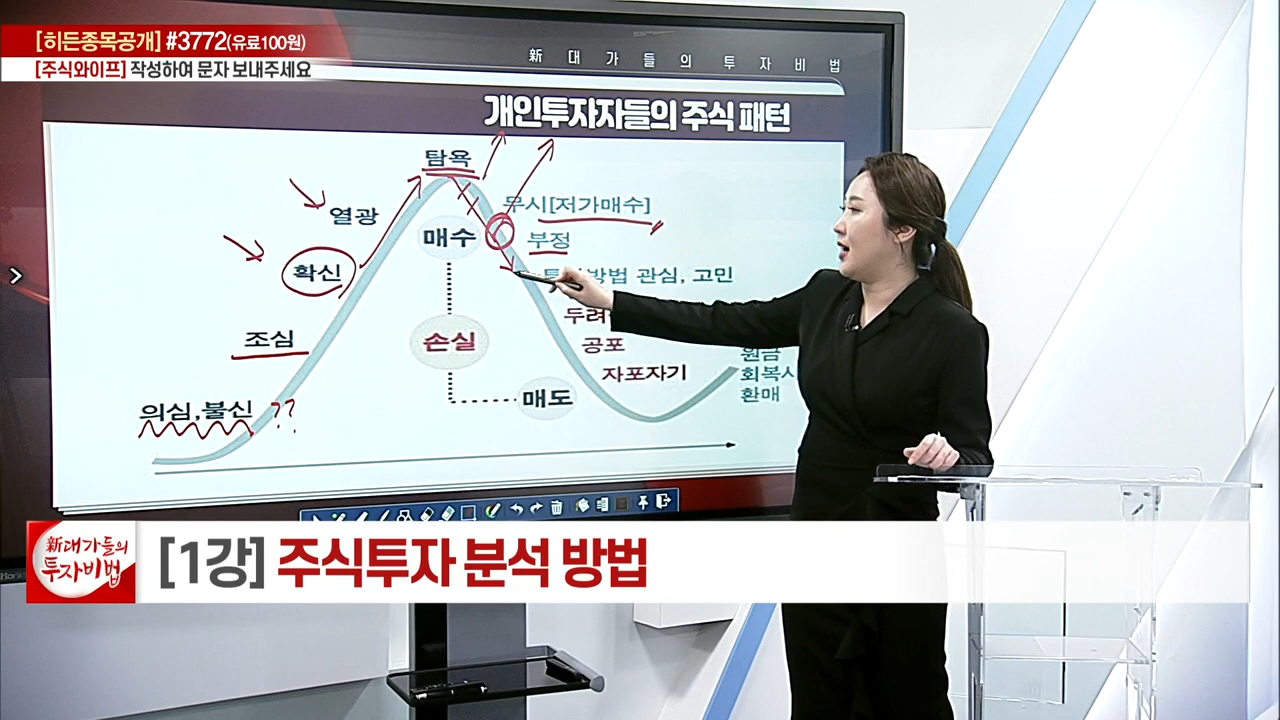 [히든종목공개] #3772(유료100원)
[주식와이프] 작성하여 문자 보내주세요
新 대 가 들 의 투 자 비 법
개인투자자들의 주식 패턴
탐욕
열광
무시[저가매수]
매수
부정
확신
방법 관심, 고민
조심
손실
공포
원금
자포자기
회복시
환매
매도
의심,불신 ??
新대가들의
투자비법
[1강] 주식투자 분석 방법